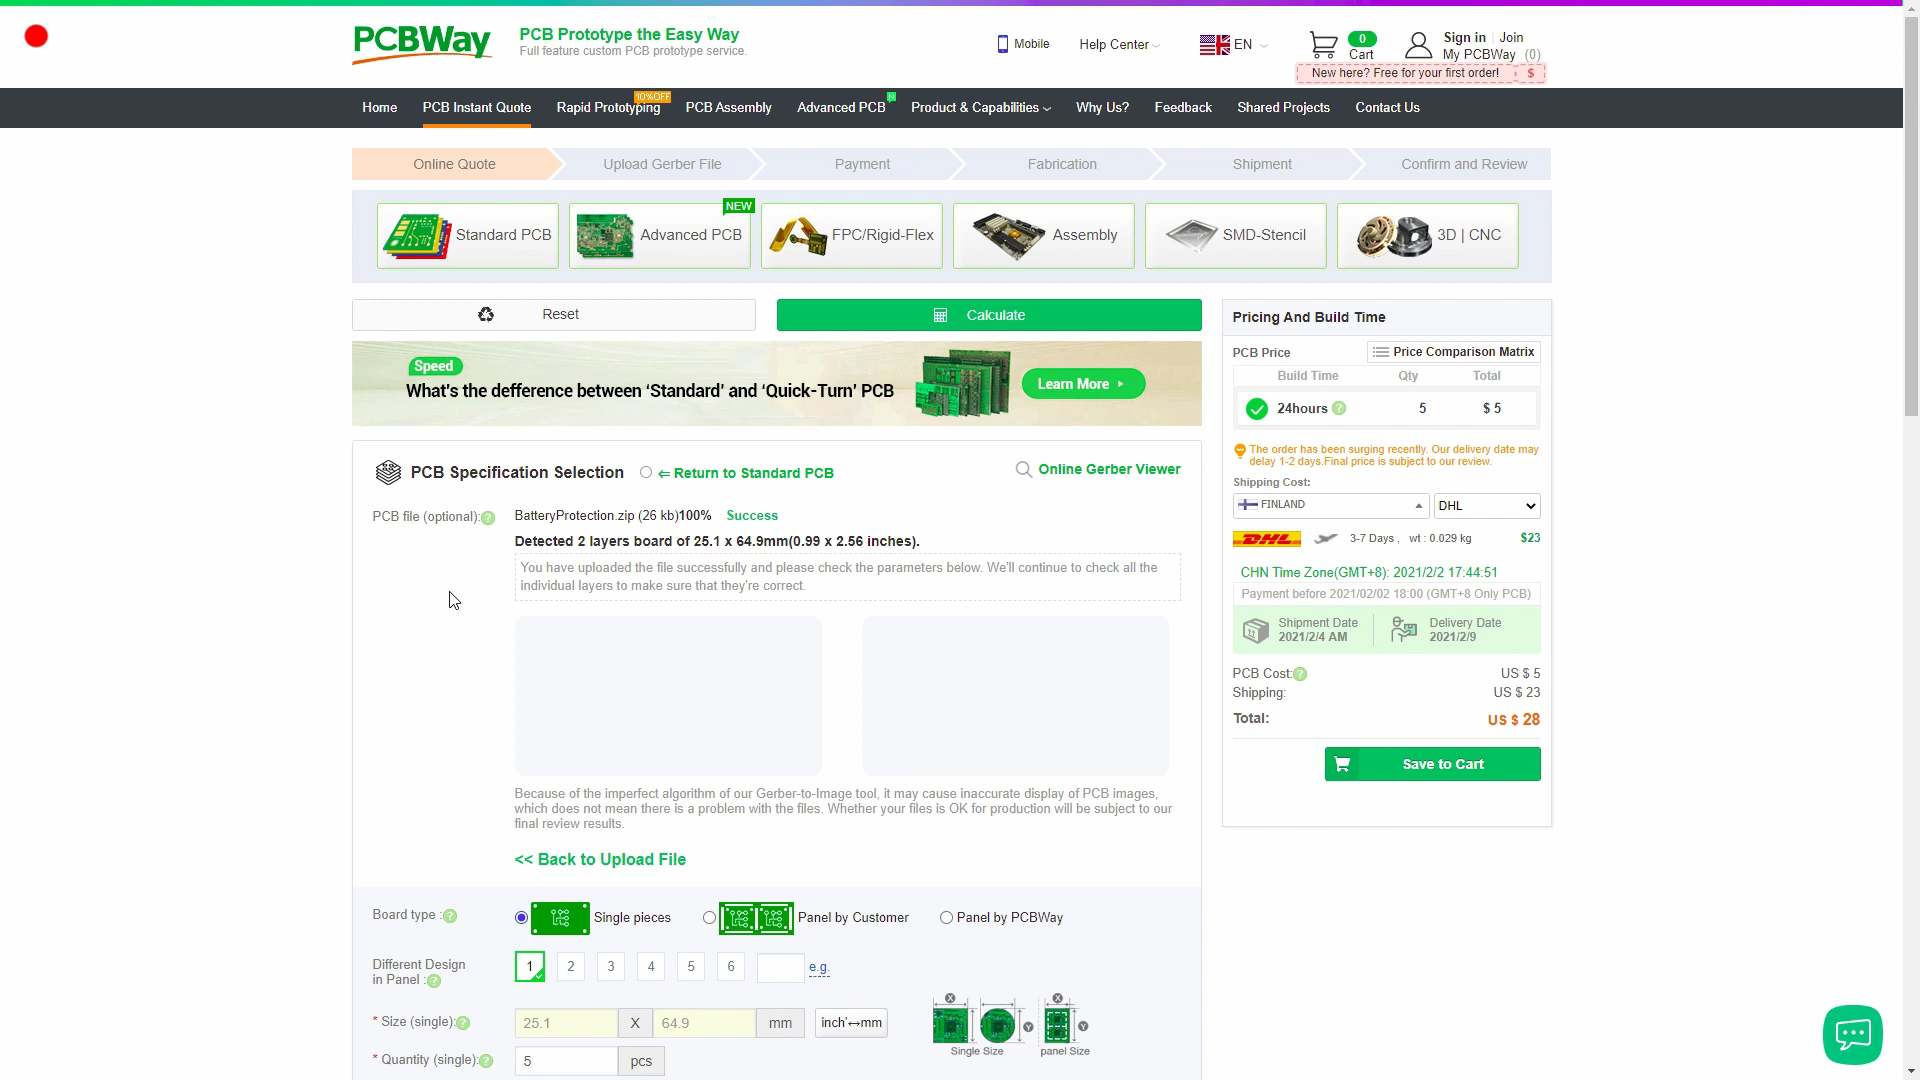 PCBWay
PCB Prototype the Easy Way
Full feature custom PCB prototype service.
Mobile
Help Center
EN
0
Cart
Sign in
Join
My PCBWay (0)
New here? Free for your first order! $
Home
PCB Instant Quote
Rapid Prototyping
10%OFF
PCB Assembly
Advanced PCB
N
Product & Capabilities
Why Us?
Feedback
Shared Projects
Contact Us
Online Quote
Upload Gerber File
Payment
Fabrication
Shipment
Confirm and Review
Standard PCB
NEW
Advanced PCB
FPC/Rigid-Flex
Assembly
SMD-Stencil
3D | CNC
Reset
Calculate
Speed
What's the defference between ‘Standard’ and ‘Quick-Turn’ PCB
Learn More
PCB Specification Selection
⇐ Return to Standard PCB
Online Gerber Viewer
PCB file (optional): ?
BatteryProtection.zip (26 kb)100% Success
Detected 2 layers board of 25.1 x 64.9mm(0.99 x 2.56 inches).
You have uploaded the file successfully and please check the parameters below. We'll continue to check all the
individual layers to make sure that they're correct.
Because of the imperfect algorithm of our Gerber-to-Image tool, it may cause inaccurate display of PCB images,
which does not mean there is a problem with the files. Whether your files is OK for production will be subject to our
final review results.
<< Back to Upload File
Board type : ?
Single pieces
Panel by Customer
Panel by PCBWay
Different Design
in Panel : ?
1
2
3
4
5
6
e.g.
* Size (single): ?
25.1
X
64.9
mm
inch'↔mm
X
Y
Single Size
X
Y
panel Size
* Quantity (single): ?
5
pcs
Pricing And Build Time
PCB Price
Price Comparison Matrix
Build Time Qty Total
24hours ? 5 $ 5
The order has been surging recently. Our delivery date may
delay 1-2 days.Final price is subject to our review.
Shipping Cost:
FINLAND
DHL
DHL 3-7 Days , wt : 0.029 kg $23
CHN Time Zone(GMT+8): 2021/2/2 17:44:51
Payment before 2021/02/02 18:00 (GMT+8 Only PCB)
Shipment Date
2021/2/4 AM
Delivery Date
2021/2/9
PCB Cost: ? US $ 5
Shipping: US $ 23
Total: US $ 28
Save to Cart